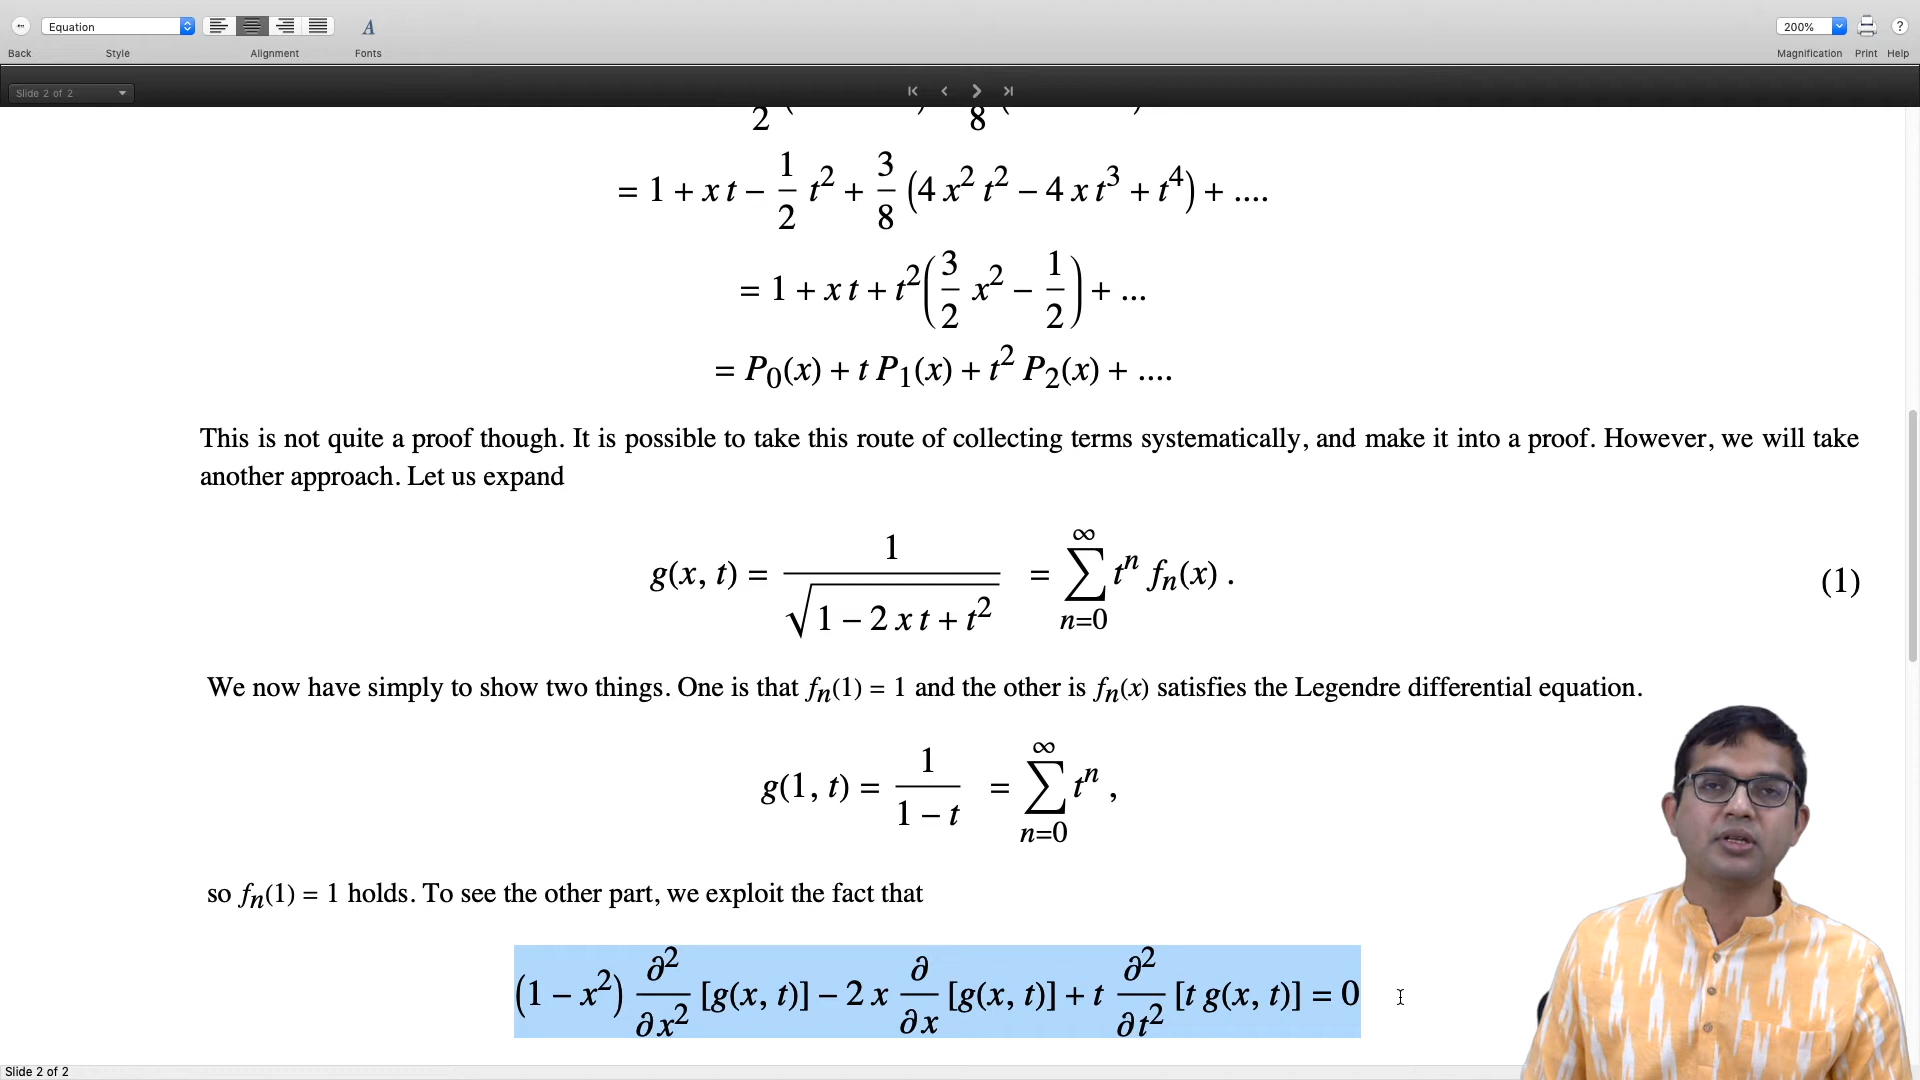 Equation
200%
Back Style Alignment Fonts Magnification Print Help
Slide 2 of 2
2 8
= 1 + x t − 1/2 t² + 3/8 (4 x² t² − 4 x t³ + t⁴) + ....
= 1 + x t + t² (3/2 x² − 1/2) + ...
= P₀(x) + t P₁(x) + t² P₂(x) + ....
This is not quite a proof though. It is possible to take this route of collecting terms systematically, and make it into a proof. However, we will take
another approach. Let us expand
g(x, t) = 1/√(1 − 2 x t + t²) = ∑_{n=0}^{∞} tⁿ fₙ(x) . (1)
We now have simply to show two things. One is that fₙ(1) = 1 and the other is fₙ(x) satisfies the Legendre differential equation.
g(1, t) = 1/(1 − t) = ∑_{n=0}^{∞} tⁿ ,
so fₙ(1) = 1 holds. To see the other part, we exploit the fact that
(1 − x²) ∂²/∂x² [g(x, t)] − 2 x ∂/∂x [g(x, t)] + t ∂²/∂t² [t g(x, t)] = 0
Slide 2 of 2